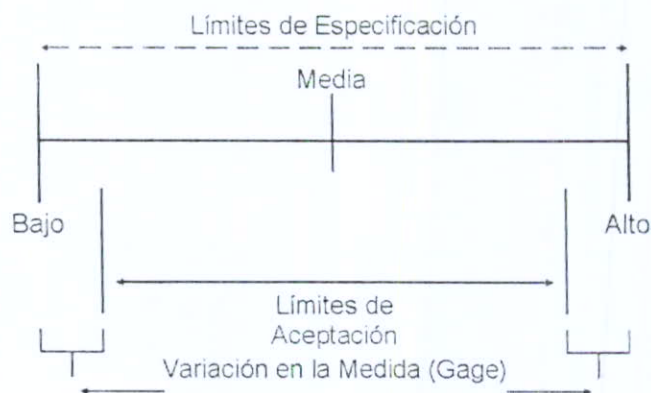 Límites de Especificación
Media
Bajo
Alto
Límites de
Aceptación
Variación en la Medida (Gage)